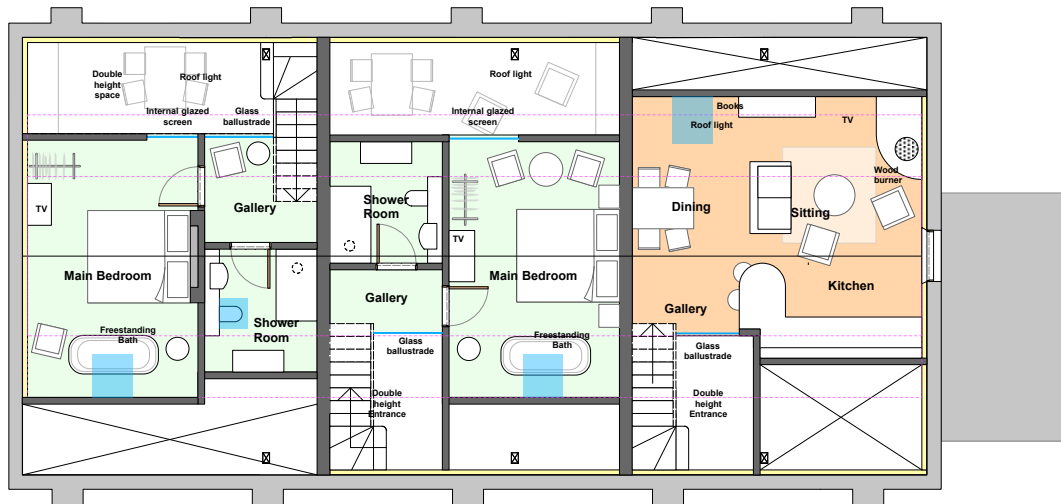 Double
height
space
Roof light
Internal glazed
screen
Glass
ballustrade
TV
Gallery
Main Bedroom
Shower
Room
Freestanding
Bath
Roof light
Internal glazed
screen
Shower
Room
TV
Main Bedroom
Gallery
Glass
ballustrade
Freestanding
Bath
Double
height
Entrance
Books
Roof light
TV
Wood
burner
Dining
Sitting
Kitchen
Gallery
Glass
ballustrade
Double
height
Entrance